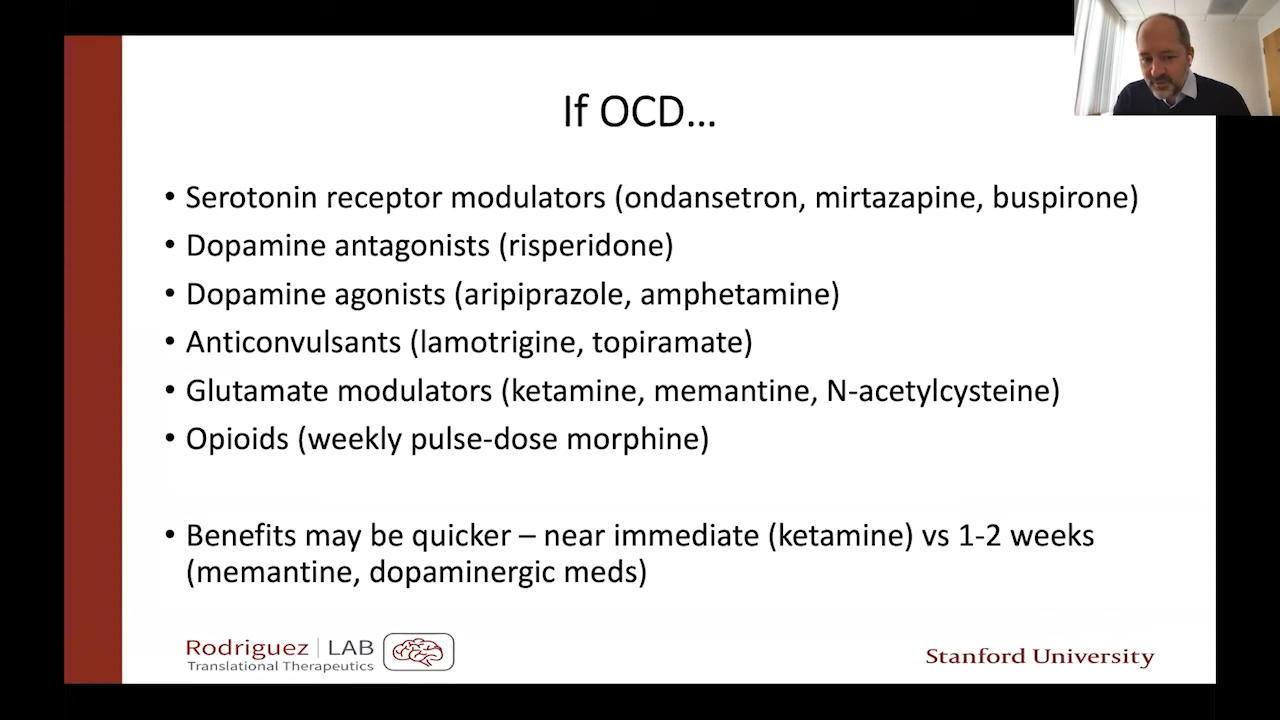 If OCD...
• Serotonin receptor modulators (ondansetron, mirtazapine, buspirone)
• Dopamine antagonists (risperidone)
• Dopamine agonists (aripiprazole, amphetamine)
• Anticonvulsants (lamotrigine, topiramate)
• Glutamate modulators (ketamine, memantine, N-acetylcysteine)
• Opioids (weekly pulse-dose morphine)
• Benefits may be quicker – near immediate (ketamine) vs 1-2 weeks
(memantine, dopaminergic meds)
Rodriguez | LAB
Translational Therapeutics
Stanford University